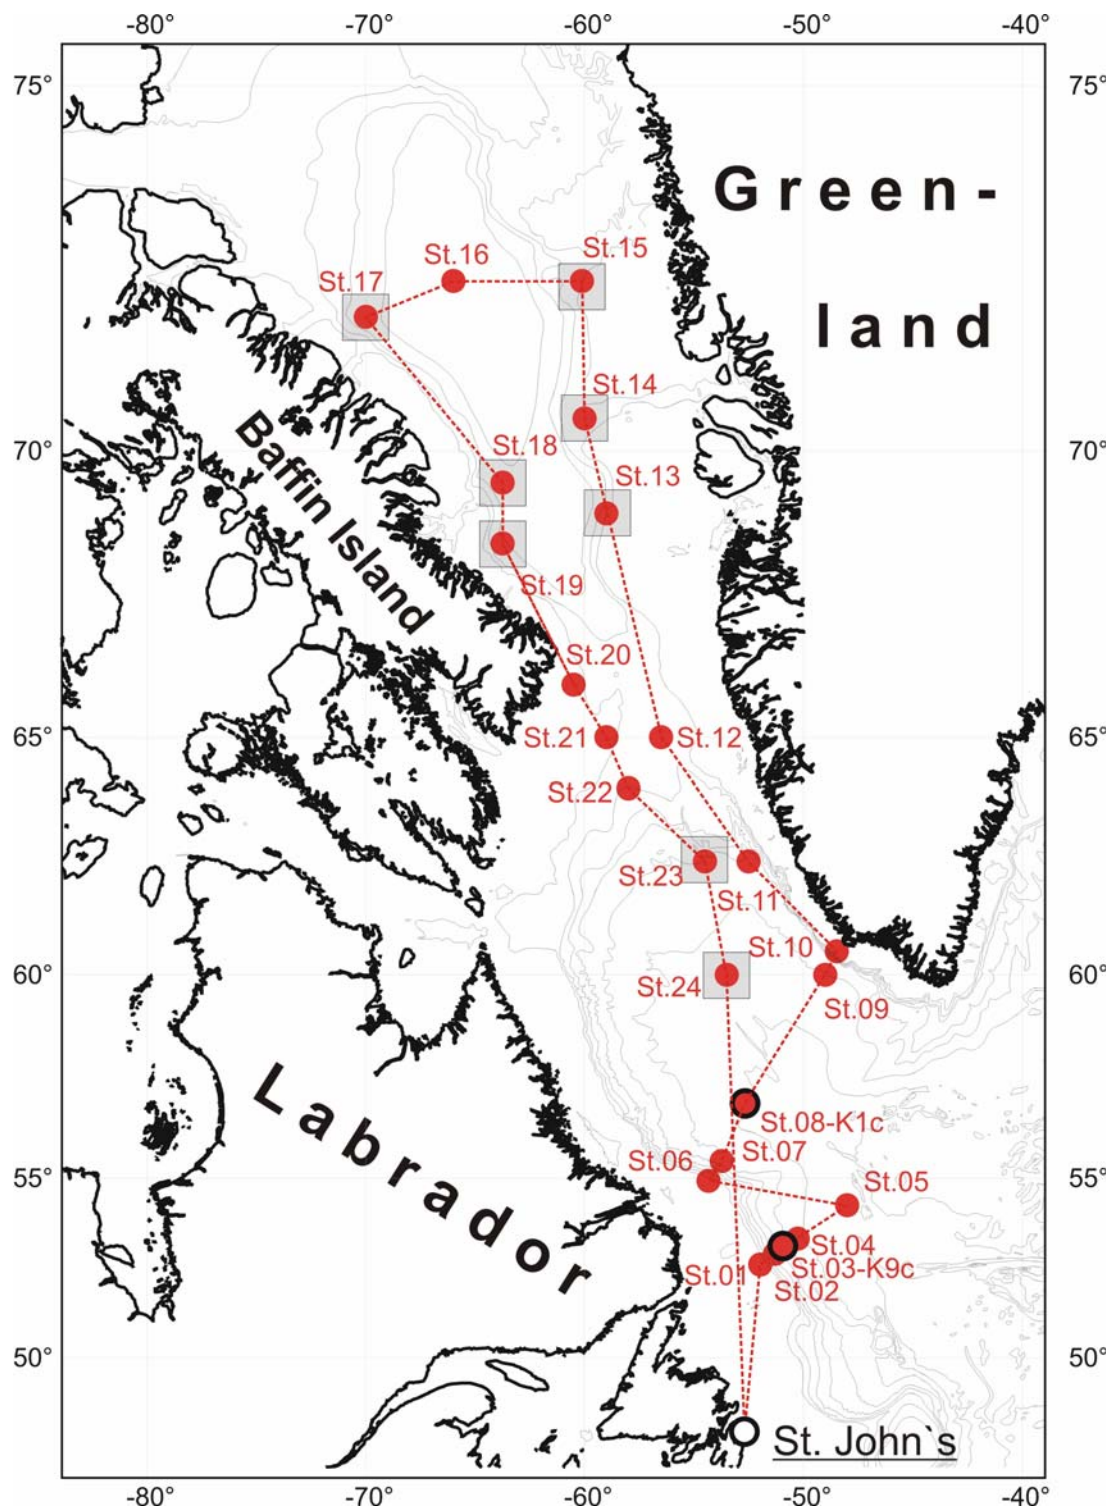 -80° -70° -60° -50° -40°
75° 75°
Green-
land
St.15
St.16
St.17
St.14
Baffin Island
St.18
St.13
70° 70°
St.19
St.20
65° St.21 St.12 65°
St.22
St.23
St.11
St.10
60° St.24 60°
St.09
Labrador
St.08-K1c
St.07
St.06
55° St.05 55°
St.04
St.03-K9c
St.01
St.02
50° 50°
St. John`s
-80° -70° -60° -50° -40°